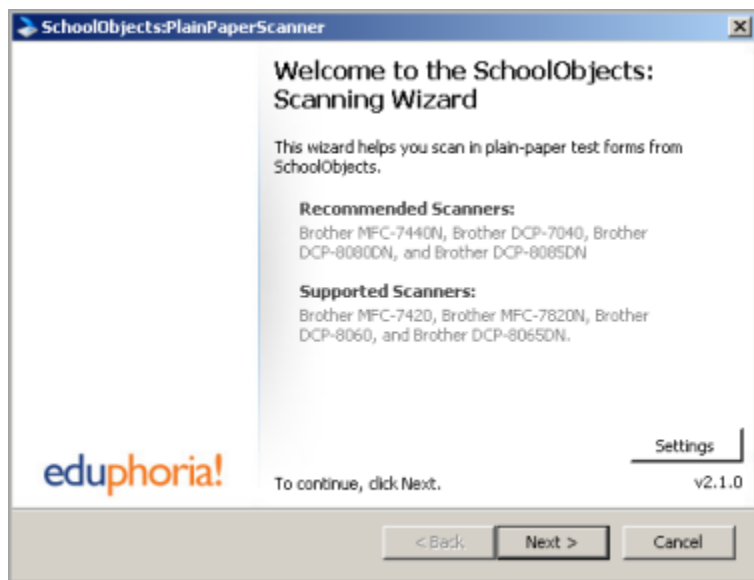 SchoolObjects:PlainPaperScanner
Welcome to the SchoolObjects:
Scanning Wizard
This wizard helps you scan in plain-paper test forms from
SchoolObjects.
Recommended Scanners:
Brother MFC-7440N, Brother DCP-7040, Brother
DCP-8080DN, and Brother DCP-8085DN
Supported Scanners:
Brother MFC-7420, Brother MFC-7820N, Brother
DCP-8060, and Brother DCP-8065DN.
Settings
eduphoria!
To continue, click Next.
v2.1.0
< Back
Next >
Cancel